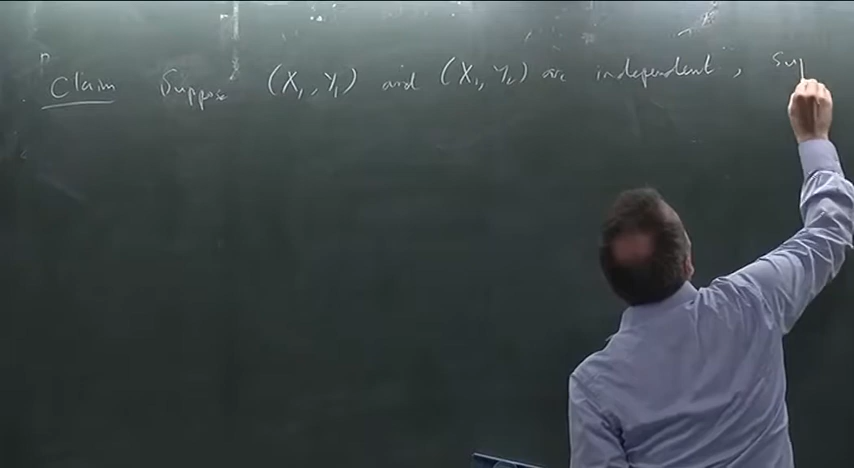 Claim Suppose (X₁, Y₁) and (X₂, Y₂) are independent, Sup